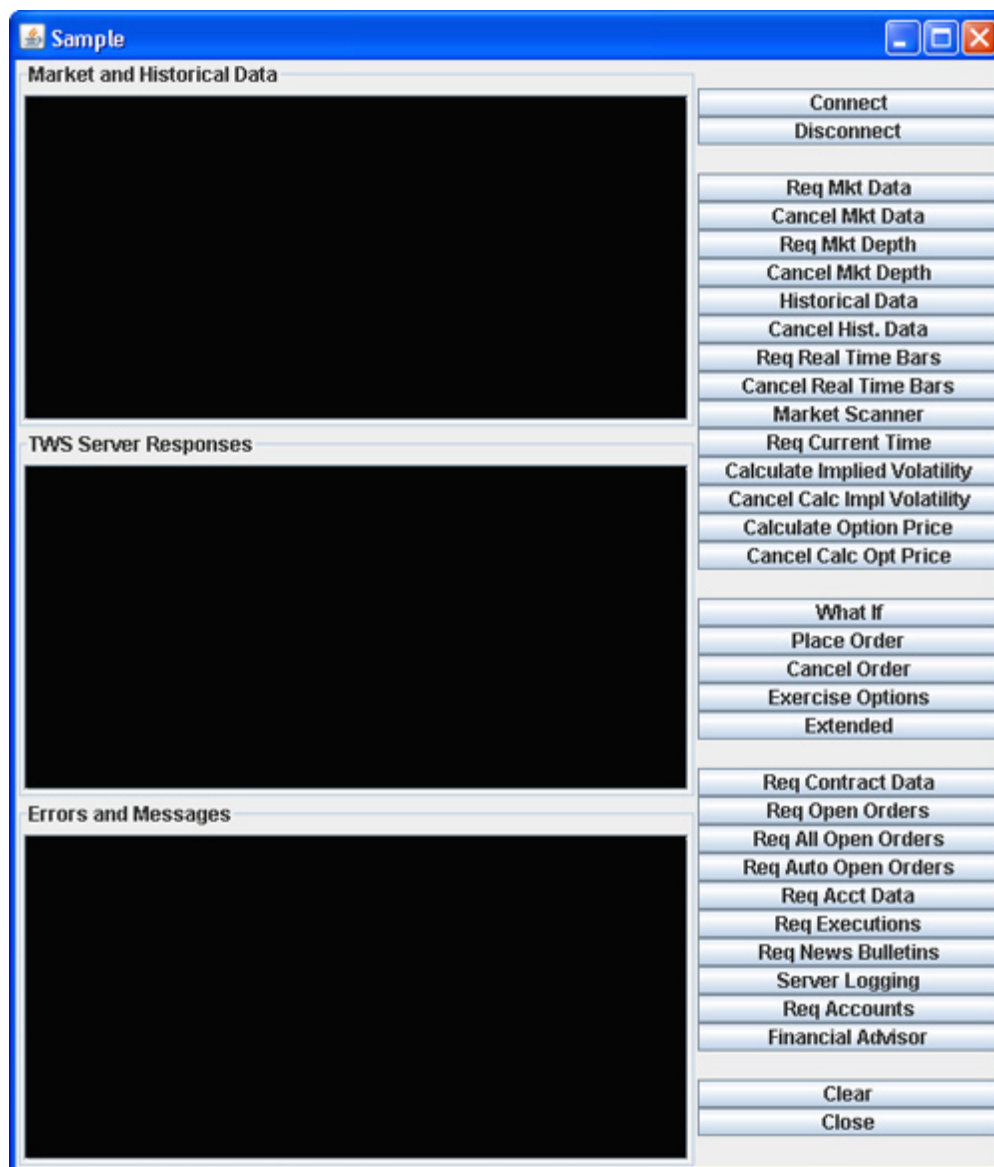 Sample
Market and Historical Data
TWS Server Responses
Errors and Messages
Connect
Disconnect
Req Mkt Data
Cancel Mkt Data
Req Mkt Depth
Cancel Mkt Depth
Historical Data
Cancel Hist. Data
Req Real Time Bars
Cancel Real Time Bars
Market Scanner
Req Current Time
Calculate Implied Volatility
Cancel Calc Impl Volatility
Calculate Option Price
Cancel Calc Opt Price
What If
Place Order
Cancel Order
Exercise Options
Extended
Req Contract Data
Req Open Orders
Req All Open Orders
Req Auto Open Orders
Req Acct Data
Req Executions
Req News Bulletins
Server Logging
Req Accounts
Financial Advisor
Clear
Close